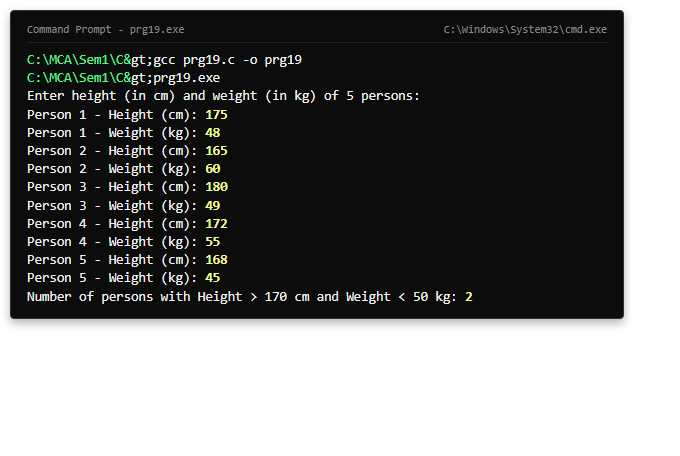 Command Prompt - prg19.exe C:\Windows\System32\cmd.exe
C:\MCA\Sem1\C&gt;gcc prg19.c -o prg19
C:\MCA\Sem1\C&gt;prg19.exe
Enter height (in cm) and weight (in kg) of 5 persons:
Person 1 - Height (cm): 175
Person 1 - Weight (kg): 48
Person 2 - Height (cm): 165
Person 2 - Weight (kg): 60
Person 3 - Height (cm): 180
Person 3 - Weight (kg): 49
Person 4 - Height (cm): 172
Person 4 - Weight (kg): 55
Person 5 - Height (cm): 168
Person 5 - Weight (kg): 45
Number of persons with Height > 170 cm and Weight < 50 kg: 2